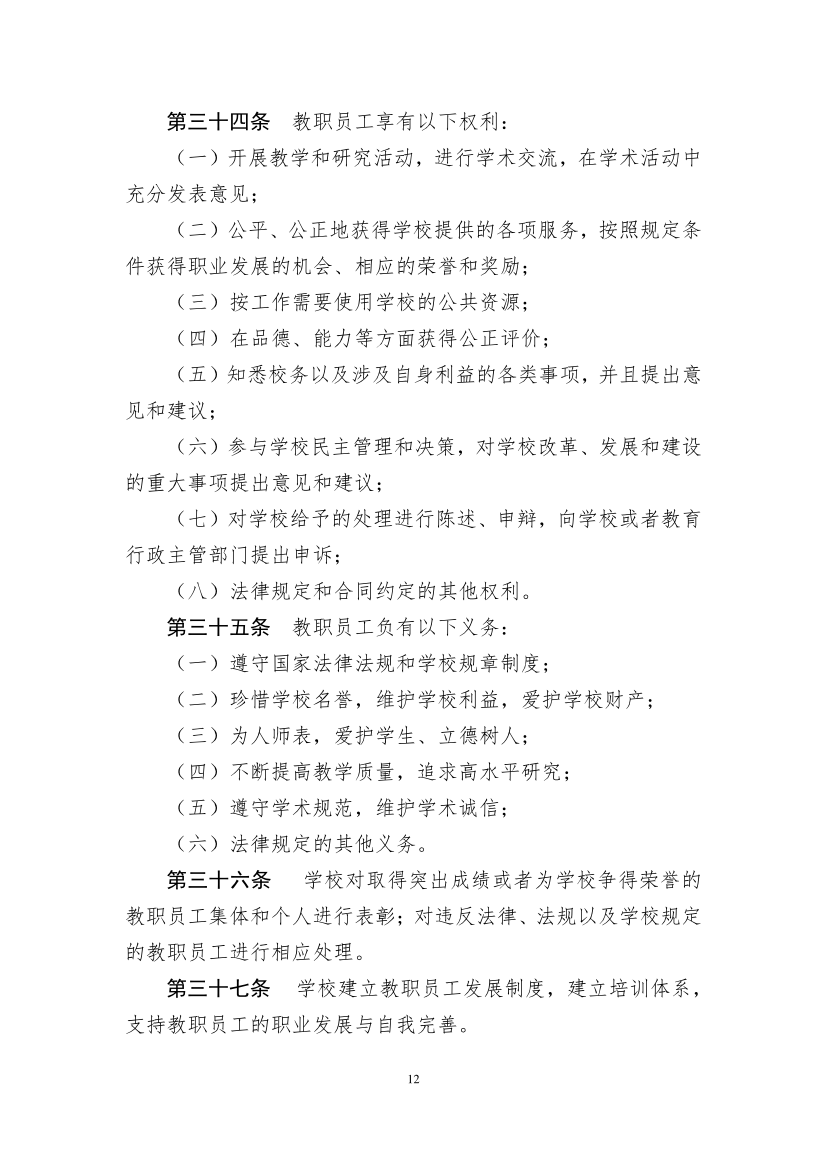 第三十四条　教职员工享有以下权利：
（一）开展教学和研究活动，进行学术交流，在学术活动中
充分发表意见；
（二）公平、公正地获得学校提供的各项服务，按照规定条
件获得职业发展的机会、相应的荣誉和奖励；
（三）按工作需要使用学校的公共资源；
（四）在品德、能力等方面获得公正评价；
（五）知悉校务以及涉及自身利益的各类事项，并且提出意
见和建议；
（六）参与学校民主管理和决策，对学校改革、发展和建设
的重大事项提出意见和建议；
（七）对学校给予的处理进行陈述、申辩，向学校或者教育
行政主管部门提出申诉；
（八）法律规定和合同约定的其他权利。
第三十五条　教职员工负有以下义务：
（一）遵守国家法律法规和学校规章制度；
（二）珍惜学校名誉，维护学校利益，爱护学校财产；
（三）为人师表，爱护学生、立德树人；
（四）不断提高教学质量，追求高水平研究；
（五）遵守学术规范，维护学术诚信；
（六）法律规定的其他义务。
第三十六条　学校对取得突出成绩或者为学校争得荣誉的
教职员工集体和个人进行表彰；对违反法律、法规以及学校规定
的教职员工进行相应处理。
第三十七条　学校建立教职员工发展制度，建立培训体系，
支持教职员工的职业发展与自我完善。
12